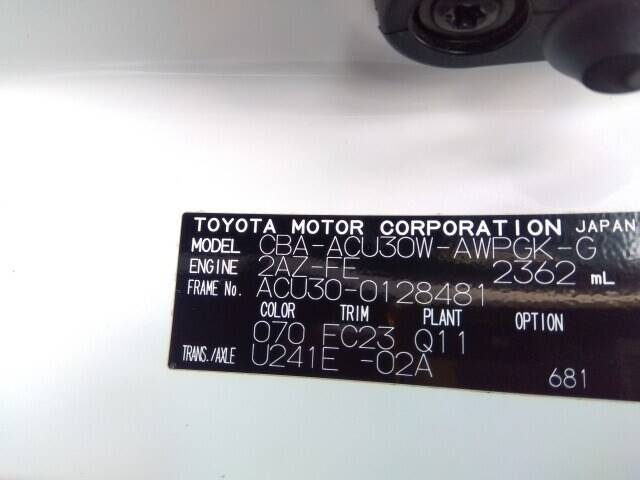 TOYOTA MOTOR CORPORATION JAPAN
MODEL CBA-ACU30W-AWPGK-G
ENGINE 2AZ-FE 2362 mL
FRAME No. ACU30-0128481
COLOR TRIM PLANT OPTION
070 FC23 Q11
TRANS./AXLE U241E -02A
681